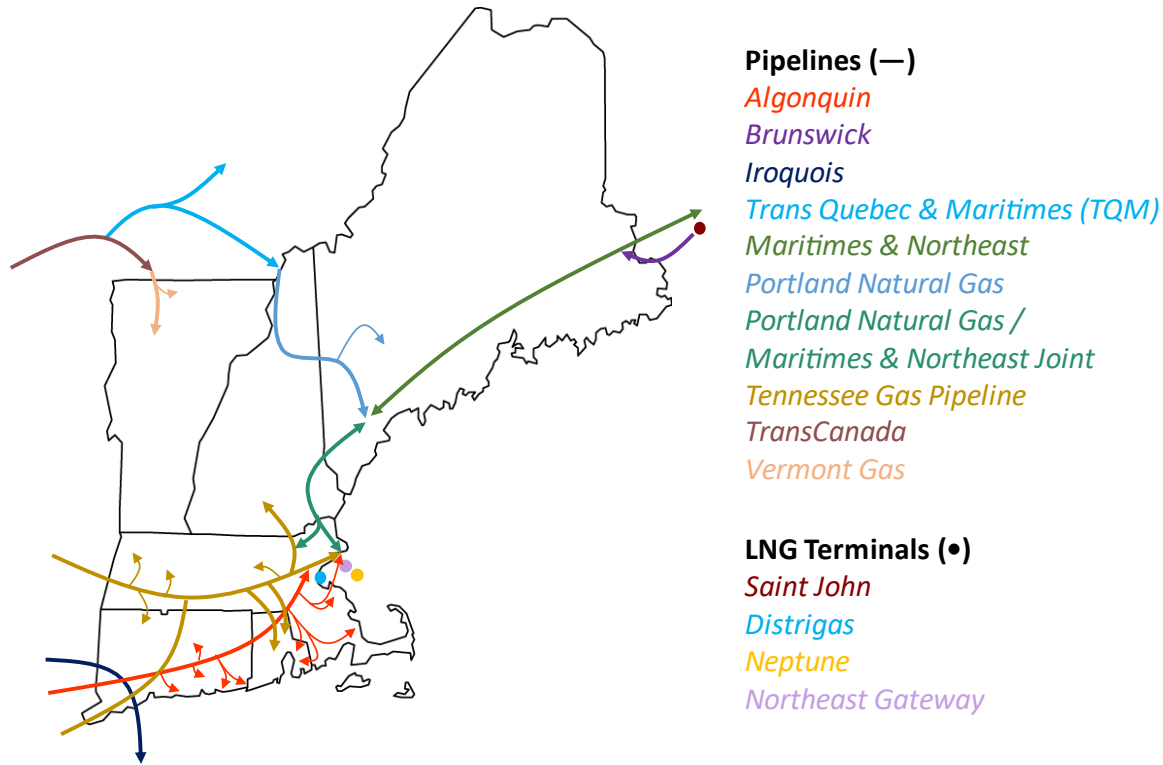 Pipelines (—)
Algonquin
Brunswick
Iroquois
Trans Quebec & Maritimes (TQM)
Maritimes & Northeast
Portland Natural Gas
Portland Natural Gas /
Maritimes & Northeast Joint
Tennessee Gas Pipeline
TransCanada
Vermont Gas
LNG Terminals (•)
Saint John
Distrigas
Neptune
Northeast Gateway